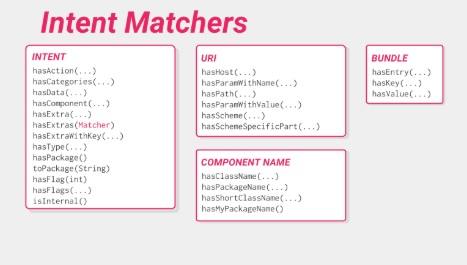 Intent Matchers
INTENT
hasAction(...)
hasCategories(...)
hasData(...)
hasComponent(...)
hasExtra(...)
hasExtras(Matcher)
hasExtraWithKey(...)
hasType(...)
hasPackage()
toPackage(String)
hasFlag(int)
hasFlags(...)
isInternal()
URI
hasHost(...)
hasParamWithName(...)
hasPath(...)
hasParamWithValue(...)
hasScheme(...)
hasSchemeSpecificPart(...)
COMPONENT NAME
hasClassName(...)
hasPackageName(...)
hasShortClassName(...)
hasMyPackageName()
BUNDLE
hasEntry(...)
hasKey(...)
hasValue(...)